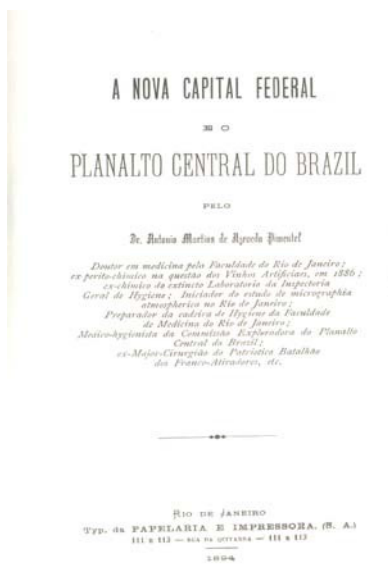 A NOVA CAPITAL FEDERAL
E O
PLANALTO CENTRAL DO BRAZIL
PELO
Dr. Antonio Martins de Azevedo Pimentel
Doutor em medicina pela Faculdade do Rio de Janeiro;
ex-perito-chimico na questão dos Vinhos Artificiaes, em 1886;
ex-chimico do extincto Laboratorio da Inspectoria
Geral de Hygiene; Iniciador do estudo de micrographia
atmospherica no Rio de Janeiro;
Preparador da cadeira de Hygiene da Faculdade
de Medicina do Rio de Janeiro;
Medico-hygienista da Commissão Exploradora do Planalto
Central do Brazil;
ex-Major-Cirurgião do Patriotico Batalhão
dos Franco-Atiradores, etc.
RIO DE JANEIRO
Typ. da PAPELARIA E IMPRESSORA, (S. A.)
111 e 113 — RUA DA QUITANDA — 111 e 113
1894